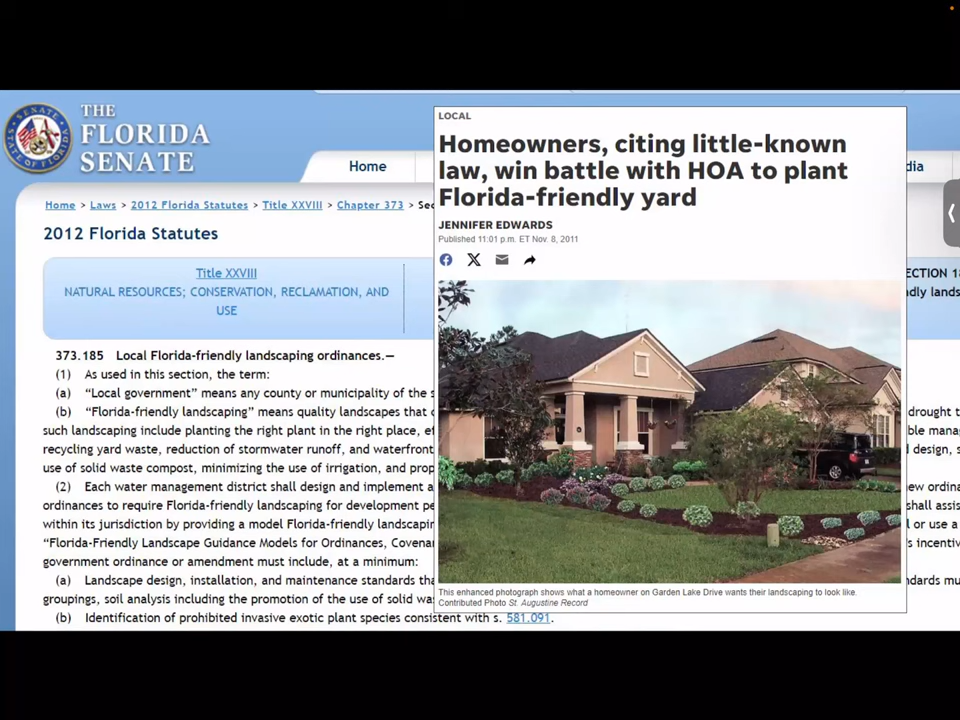 THE
FLORIDA
SENATE
Home
dia
Home > Laws > 2012 Florida Statutes > Title XXVIII > Chapter 373 > Sec
2012 Florida Statutes
Title XXVIII
NATURAL RESOURCES; CONSERVATION, RECLAMATION, AND
USE
ECTION 18
dly lands
373.185 Local Florida-friendly landscaping ordinances.—
(1) As used in this section, the term:
(a) “Local government” means any county or municipality of the s
(b) “Florida-friendly landscaping” means quality landscapes that c
drought t
such landscaping include planting the right plant in the right place, ef
ble mana
recycling yard waste, reduction of stormwater runoff, and waterfront
design, s
use of solid waste compost, minimizing the use of irrigation, and prop
(2) Each water management district shall design and implement a
ew ordina
ordinances to require Florida-friendly landscaping for development pe
shall assis
within its jurisdiction by providing a model Florida-friendly landscapin
l or use a
“Florida-Friendly Landscape Guidance Models for Ordinances, Covenan
's incentiv
government ordinance or amendment must include, at a minimum:
(a) Landscape design, installation, and maintenance standards tha
ndards mu
groupings, soil analysis including the promotion of the use of solid was
(b) Identification of prohibited invasive exotic plant species consistent with s. 581.091.
LOCAL
Homeowners, citing little-known
law, win battle with HOA to plant
Florida-friendly yard
JENNIFER EDWARDS
Published 11:01 p.m. ET Nov. 8, 2011
This enhanced photograph shows what a homeowner on Garden Lake Drive wants their landscaping to look like.
Contributed Photo St. Augustine Record